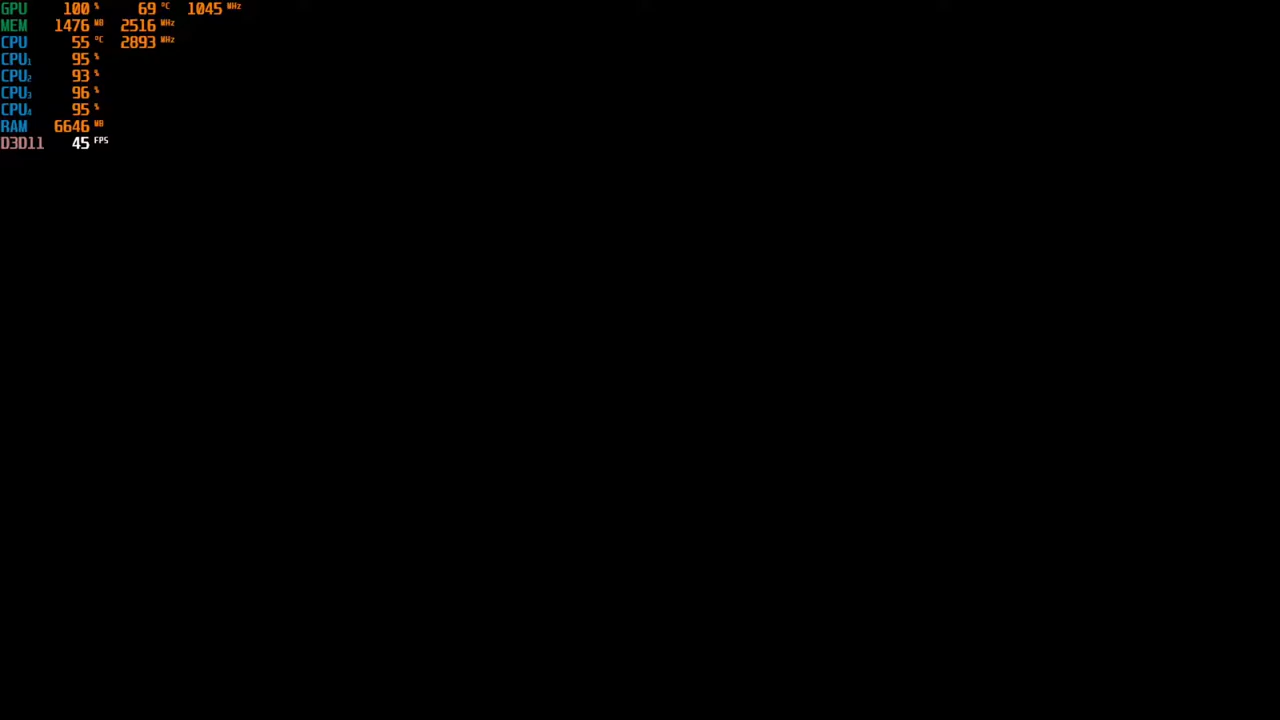 GPU 100 % 69 °C 1045 MHz
MEM 1476 MB 2516 MHz
CPU 55 °C 2893 MHz
CPU1 95 %
CPU2 93 %
CPU3 96 %
CPU4 95 %
RAM 6646 MB
D3D11 45 FPS